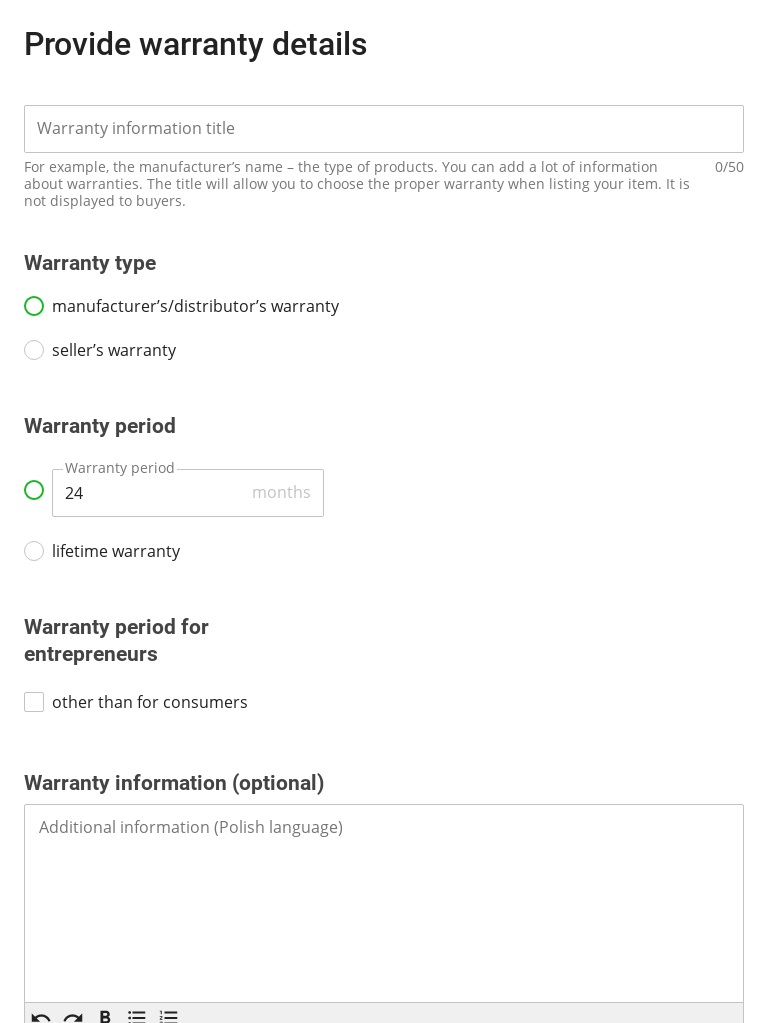 Provide warranty details
Warranty information title
For example, the manufacturer’s name – the type of products. You can add a lot of information
0/50
about warranties. The title will allow you to choose the proper warranty when listing your item. It is
not displayed to buyers.
Warranty type
manufacturer’s/distributor’s warranty
seller’s warranty
Warranty period
Warranty period
24
months
lifetime warranty
Warranty period for
entrepreneurs
other than for consumers
Warranty information (optional)
Additional information (Polish language)
B